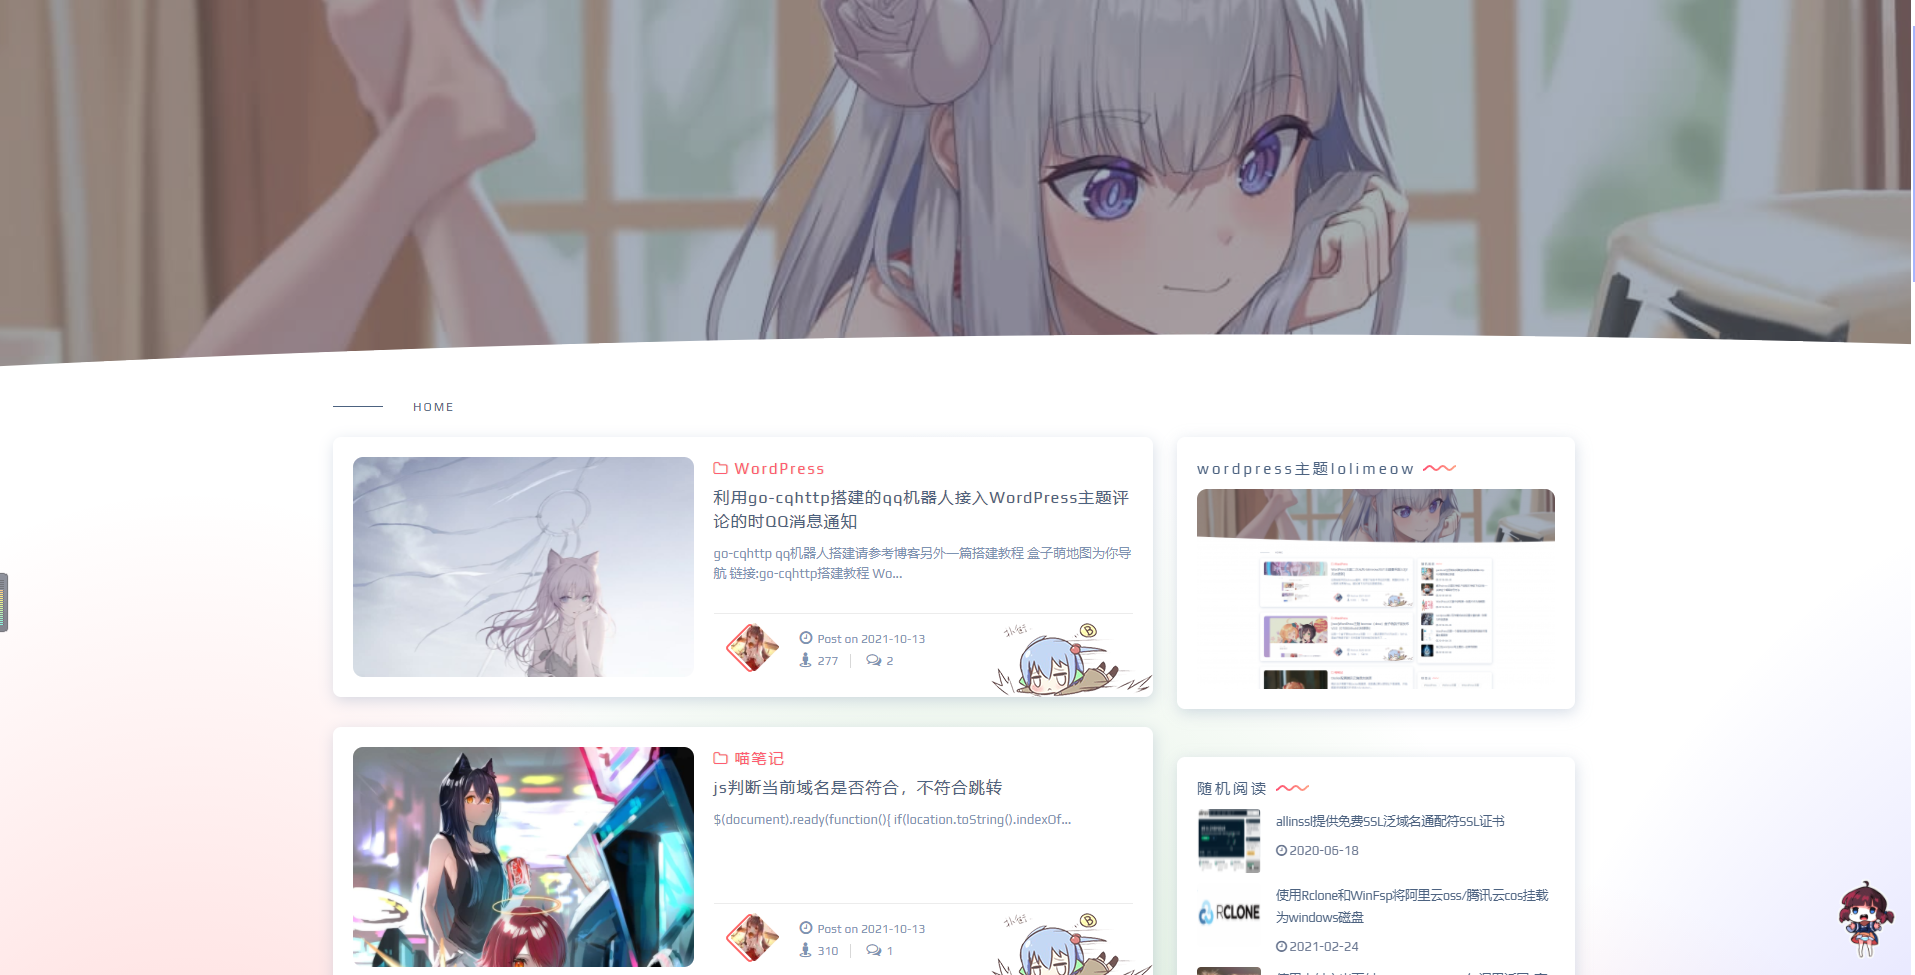 HOME
WordPress
利用go-cqhttp搭建的qq机器人接入WordPress主题评
论的时QQ消息通知
go-cqhttp qq机器人搭建请参考博客另外一篇搭建教程 盒子萌地图为你导
航 链接:go-cqhttp搭建教程 Wo...
Post on 2021-10-13
277
2
喵笔记
js判断当前域名是否符合，不符合跳转
$(document).ready(function(){ if(location.toString().indexOf...
Post on 2021-10-13
310
1
wordpress主题lolimeow
随机阅读
allinssl提供免费SSL泛域名通配符SSL证书
2020-06-18
RCLONE
使用Rclone和WinFsp将阿里云oss/腾讯云cos挂载
为windows磁盘
2021-02-24